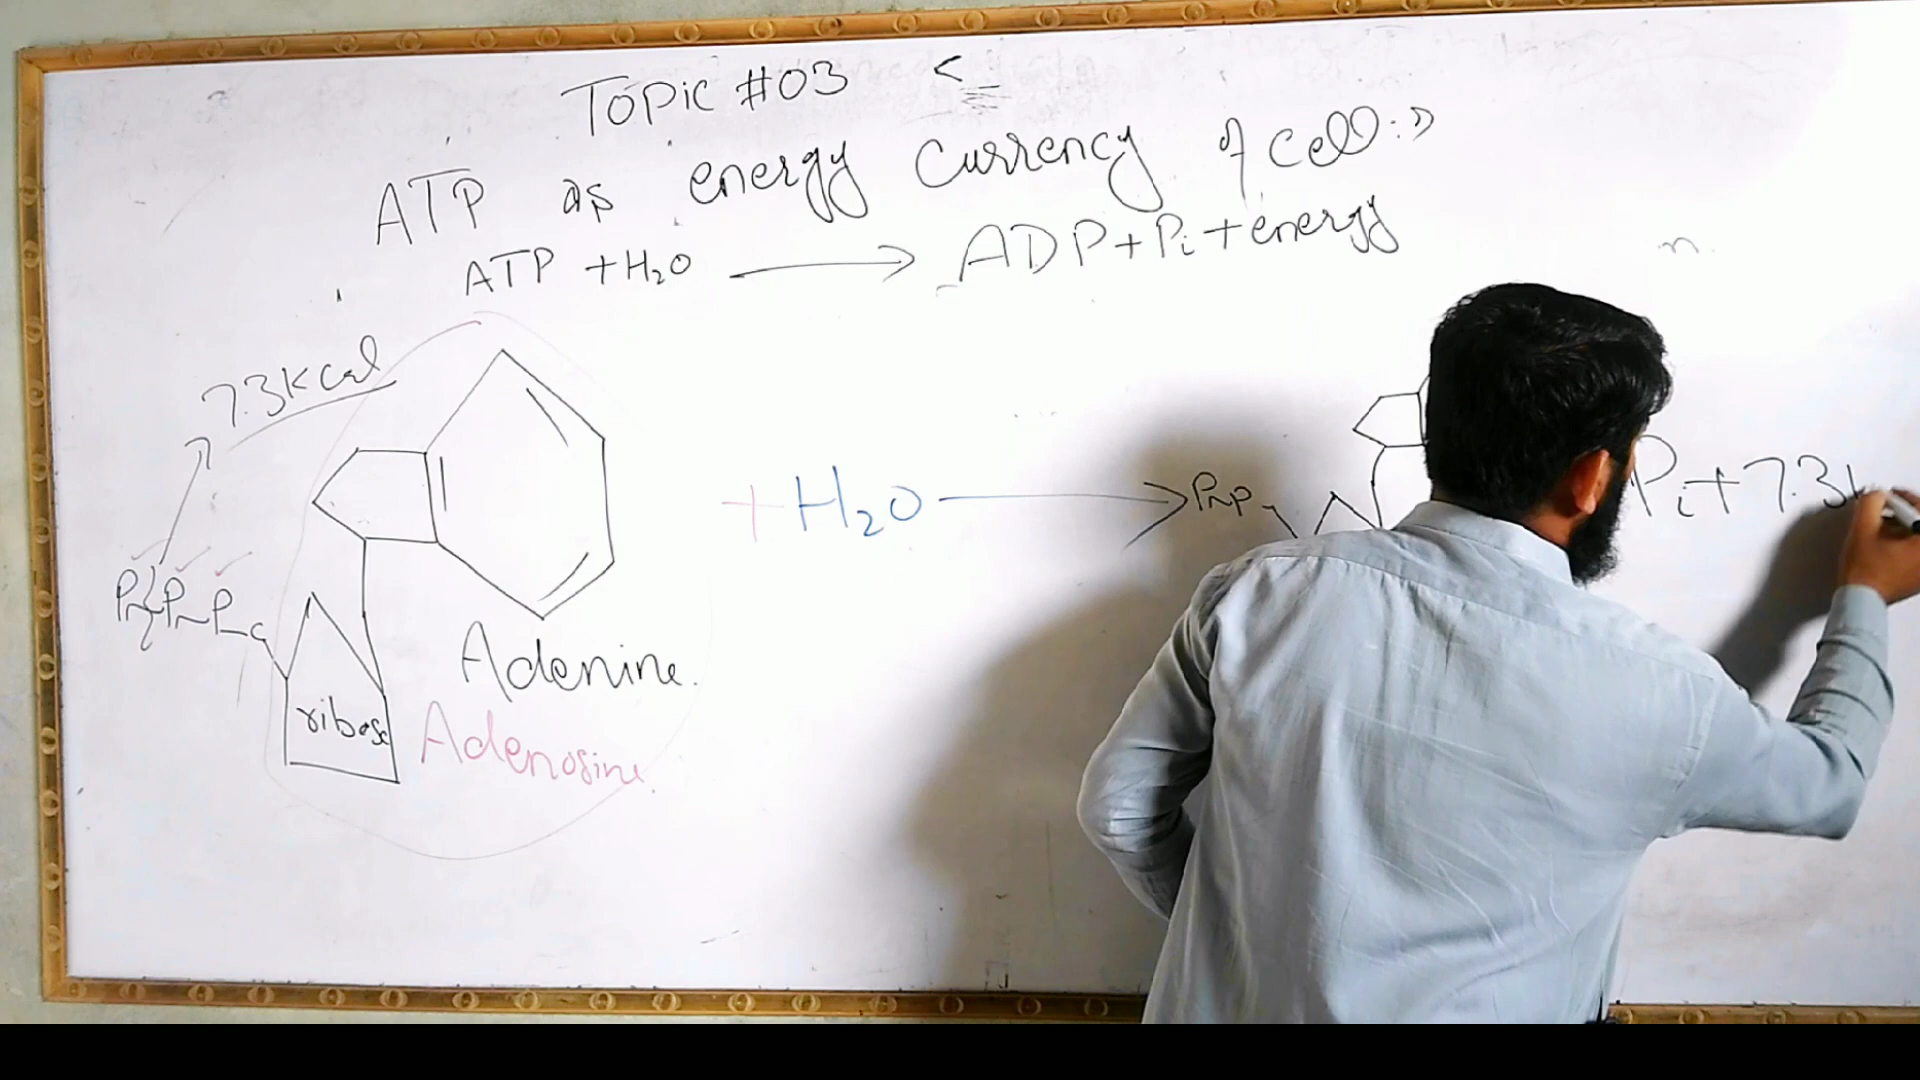 Topic #03
ATP as energy currency of cell:→
ATP + H₂O → ADP + Pi + energy
7.3 Kcal
P~P~P
+ H₂O → P~P
Pi + 7.3 k
Adenine.
ribose
Adenosine.